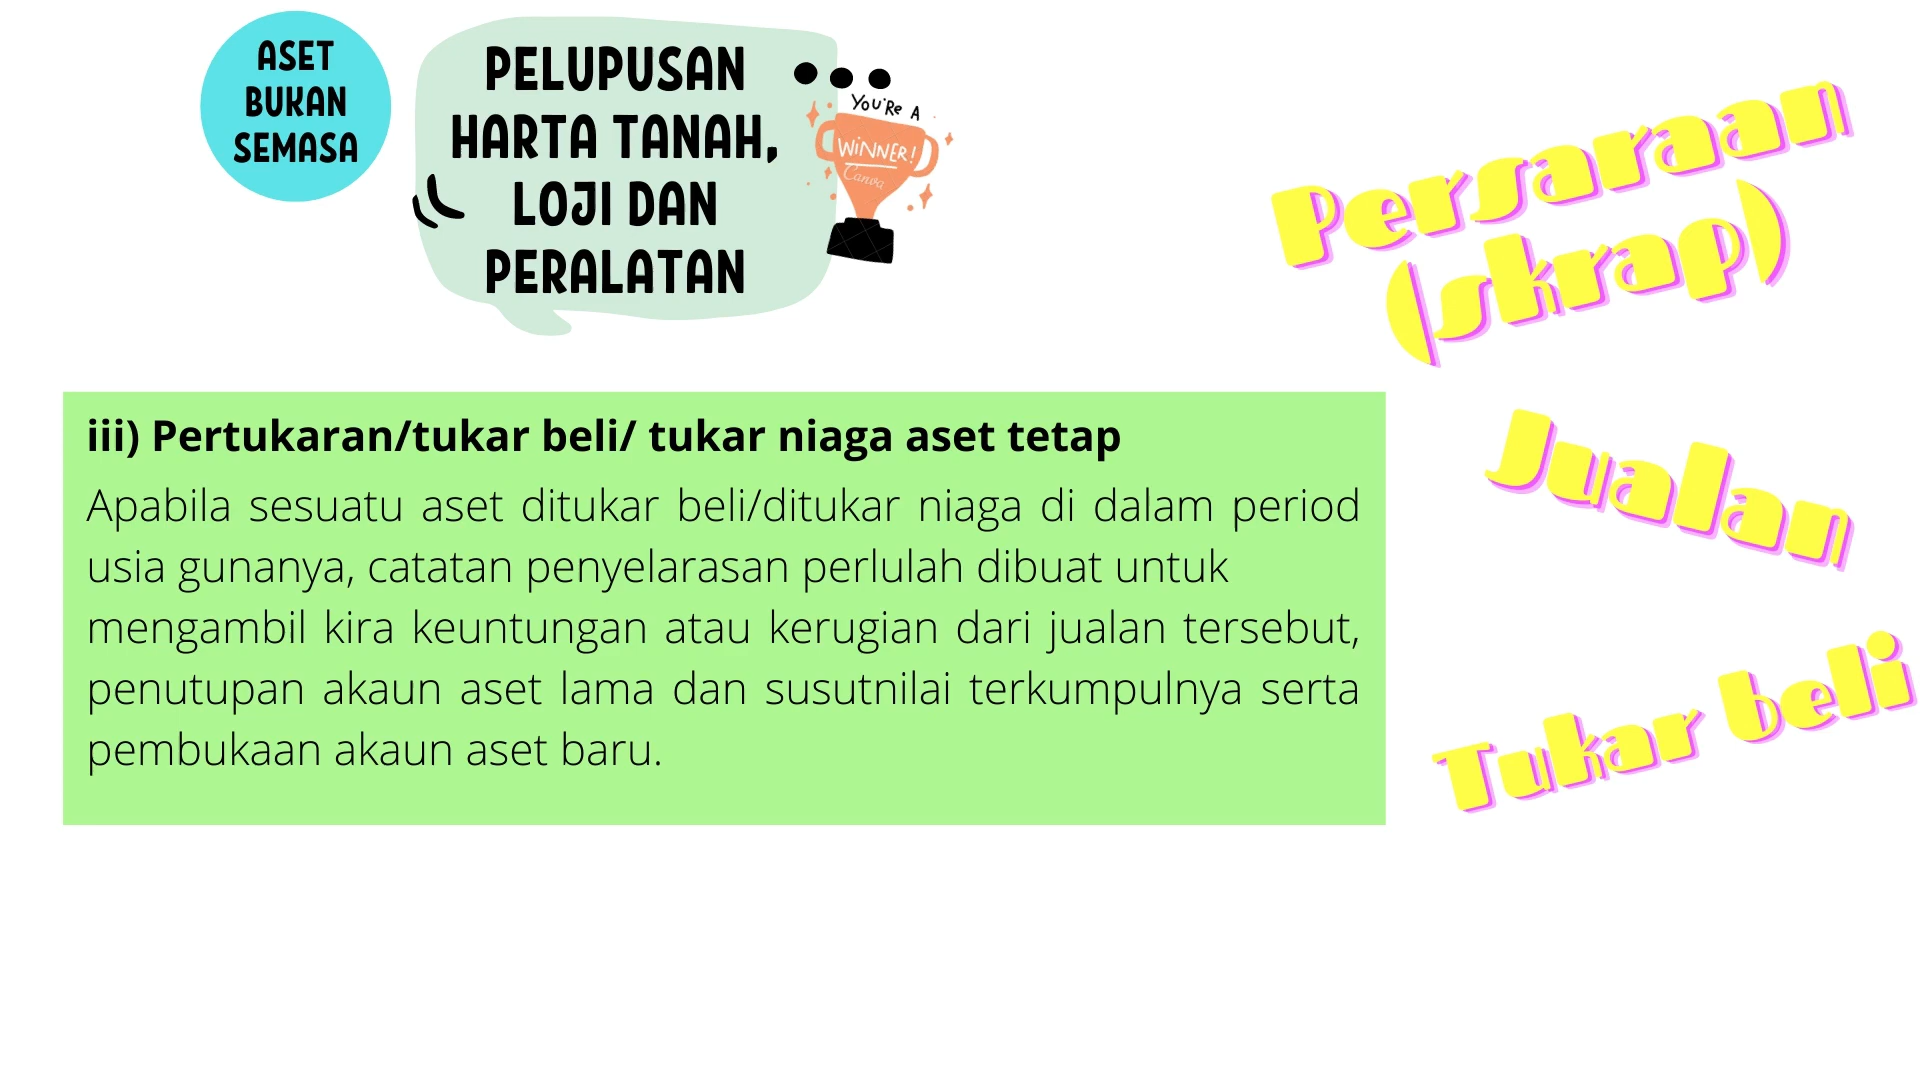 ASET
BUKAN
SEMASA
PELUPUSAN
HARTA TANAH,
LOJI DAN
PERALATAN
YOU'RE A
WINNER!
Canva
Persaraan
(skrap)
iii) Pertukaran/tukar beli/ tukar niaga aset tetap
Apabila sesuatu aset ditukar beli/ditukar niaga di dalam period
usia gunanya, catatan penyelarasan perlulah dibuat untuk
mengambil kira keuntungan atau kerugian dari jualan tersebut,
penutupan akaun aset lama dan susutnilai terkumpulnya serta
pembukaan akaun aset baru.
Jualan
Tukar beli